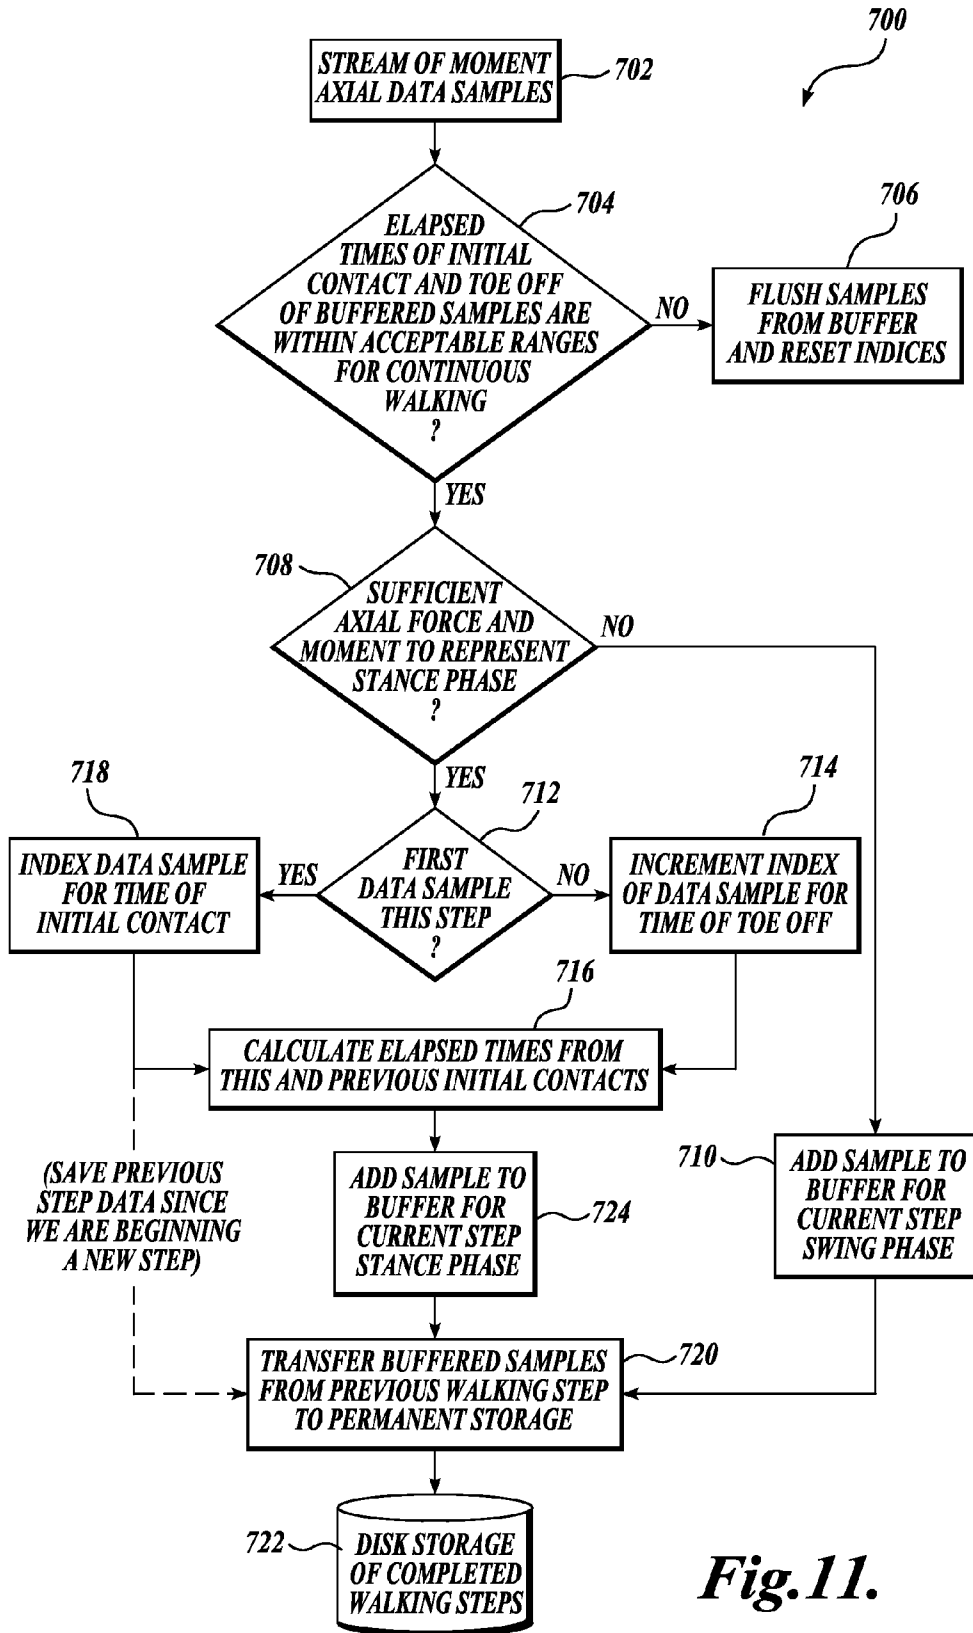 700
STREAM OF MOMENT
AXIAL DATA SAMPLES
702
704
ELAPSED
TIMES OF INITIAL
CONTACT AND TOE OFF
OF BUFFERED SAMPLES ARE
WITHIN ACCEPTABLE RANGES
FOR CONTINUOUS
WALKING
?
NO
706
FLUSH SAMPLES
FROM BUFFER
AND RESET INDICES
YES
708
SUFFICIENT
AXIAL FORCE AND
MOMENT TO REPRESENT
STANCE PHASE
?
NO
YES
718
INDEX DATA SAMPLE
FOR TIME OF
INITIAL CONTACT
YES
712
FIRST
DATA SAMPLE
THIS STEP
?
NO
714
INCREMENT INDEX
OF DATA SAMPLE FOR
TIME OF TOE OFF
716
CALCULATE ELAPSED TIMES FROM
THIS AND PREVIOUS INITIAL CONTACTS
(SAVE PREVIOUS
STEP DATA SINCE
WE ARE BEGINNING
A NEW STEP)
ADD SAMPLE TO
BUFFER FOR
CURRENT STEP
STANCE PHASE
724
710
ADD SAMPLE TO
BUFFER FOR
CURRENT STEP
SWING PHASE
TRANSFER BUFFERED SAMPLES
FROM PREVIOUS WALKING STEP
TO PERMANENT STORAGE
720
722
DISK STORAGE
OF COMPLETED
WALKING STEPS
Fig.11.